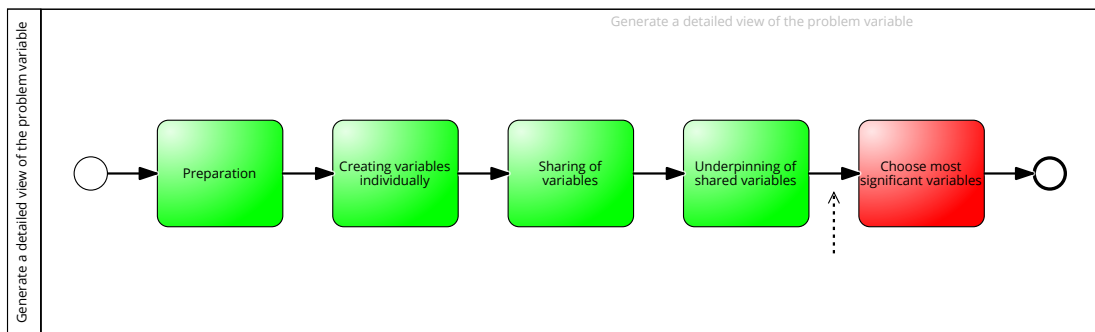 Generate a detailed view of the problem variable
Generate a detailed view of the problem variable
Preparation
Creating variables
individually
Sharing of
variables
Underpinning of
shared variables
Choose most
significant variables